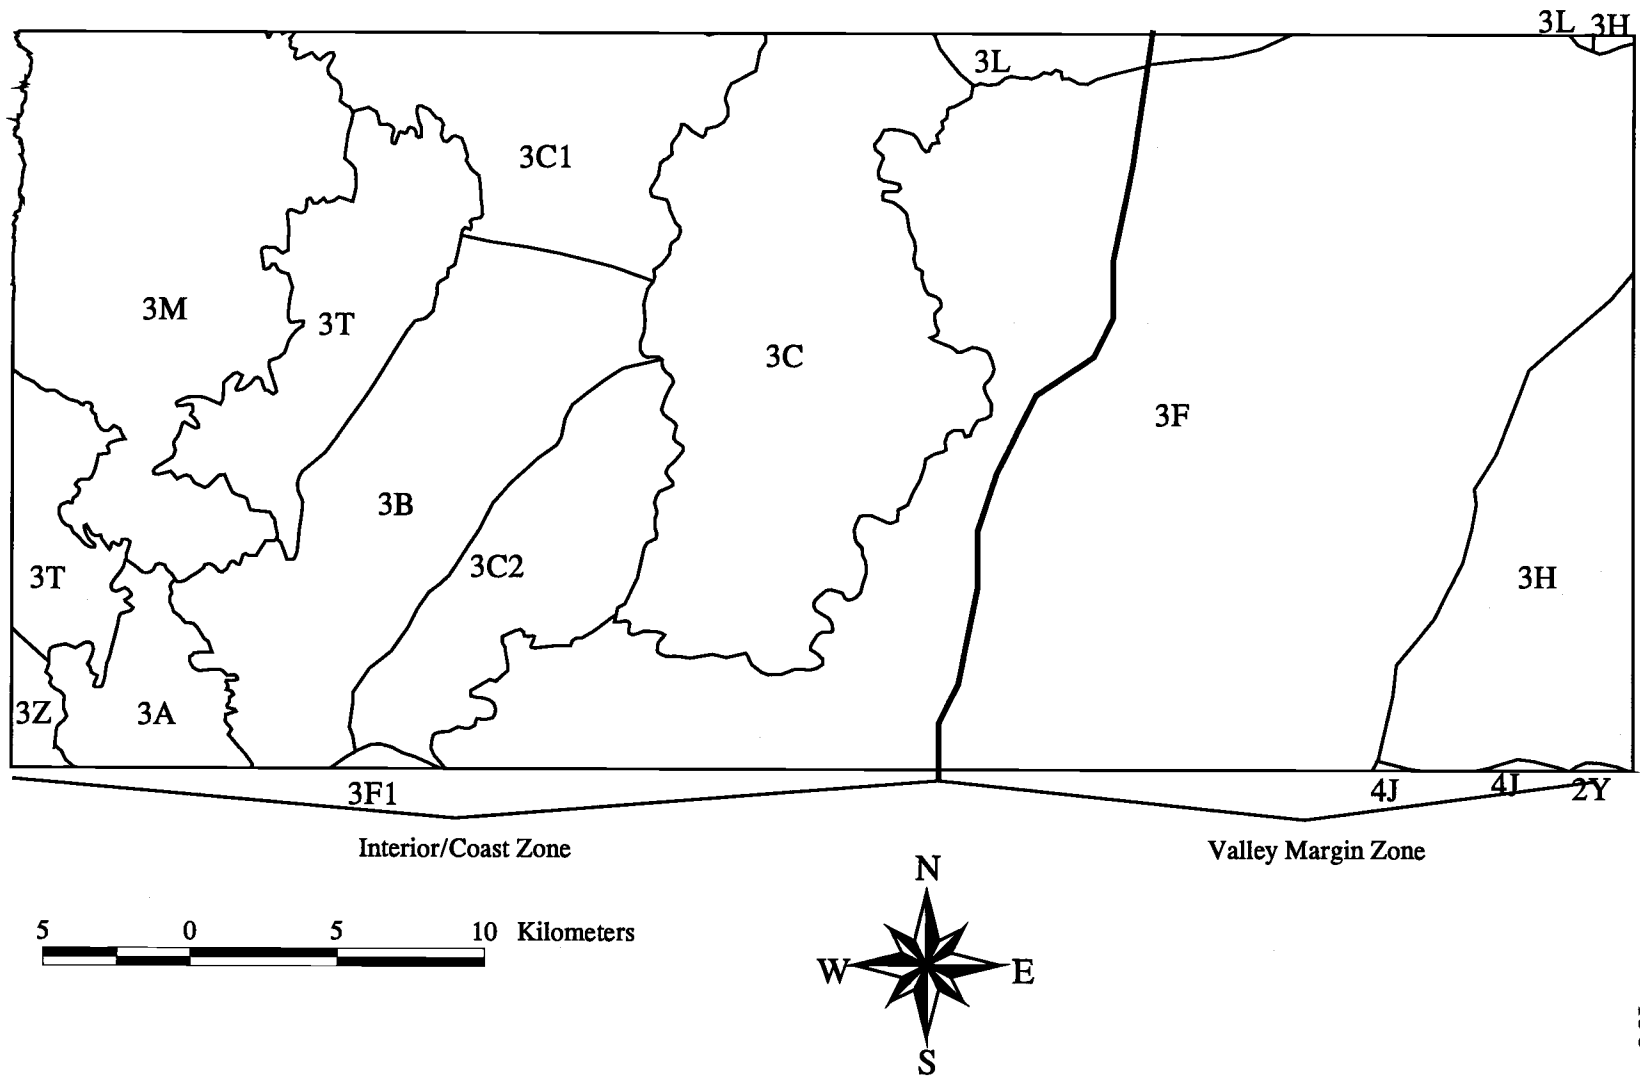 3L 3H
3L
3C1
3M
3T
3C
3F
3B
3C2
3T
3H
3Z
3A
3F1
4J
4J
2Y
Interior/Coast Zone
Valley Margin Zone
N
5 0 5 10 Kilometers
W E
S